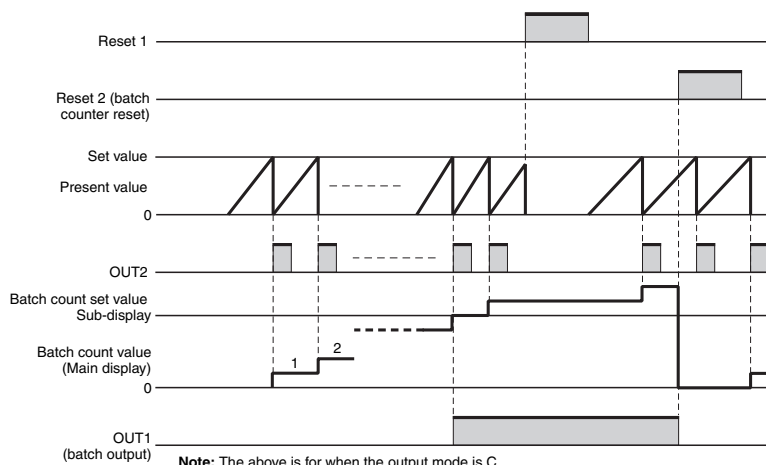 Reset 1
Reset 2 (batch
counter reset)
Set value
Present value
0
OUT2
Batch count set value
Sub-display
Batch count value
(Main display)
1
2
0
OUT1
(batch output)
Note: The above is for when the output mode is C.